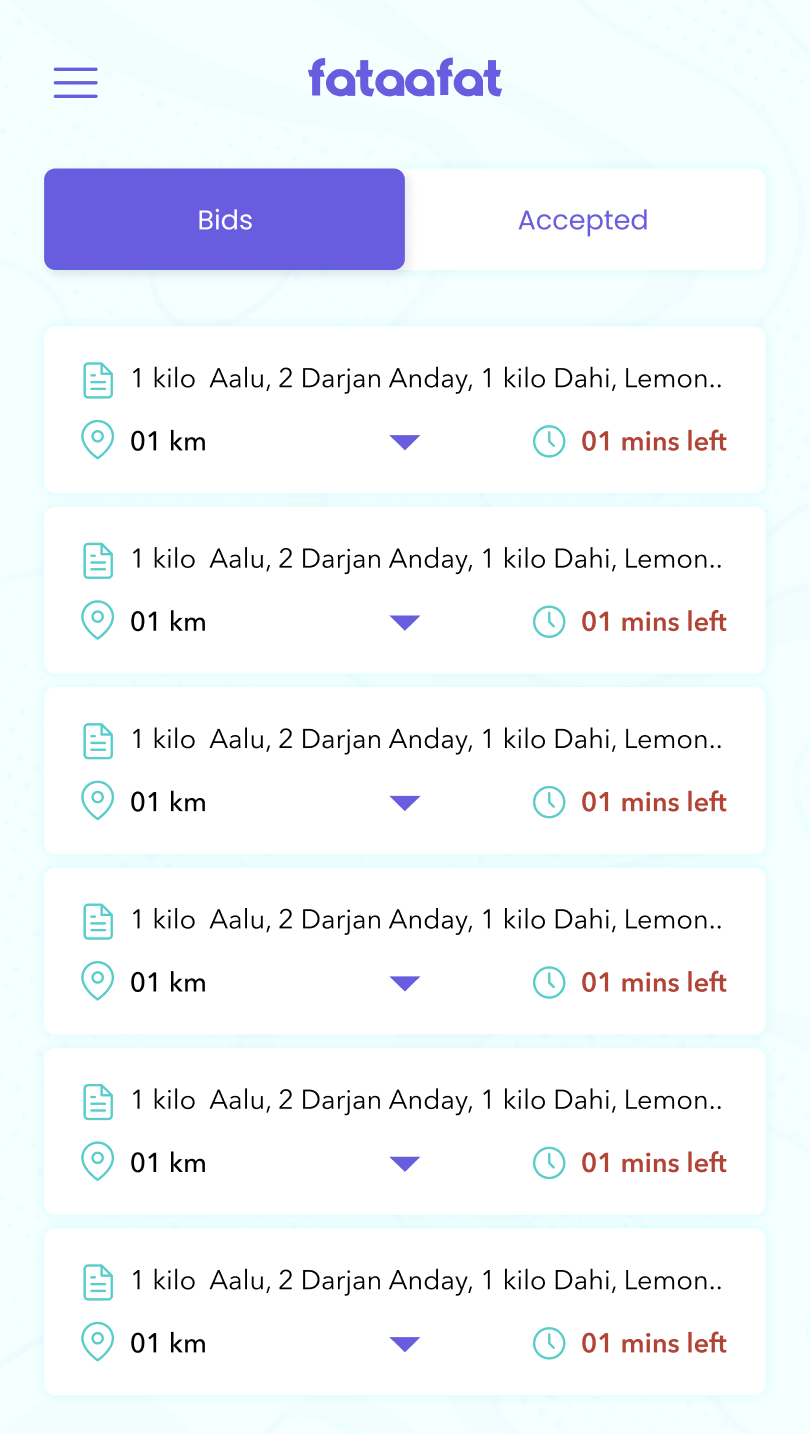 fataafat
Bids
Accepted
1 kilo  Aalu, 2 Darjan Anday, 1 kilo Dahi, Lemon..
01 km
01 mins left
1 kilo  Aalu, 2 Darjan Anday, 1 kilo Dahi, Lemon..
01 km
01 mins left
1 kilo  Aalu, 2 Darjan Anday, 1 kilo Dahi, Lemon..
01 km
01 mins left
1 kilo  Aalu, 2 Darjan Anday, 1 kilo Dahi, Lemon..
01 km
01 mins left
1 kilo  Aalu, 2 Darjan Anday, 1 kilo Dahi, Lemon..
01 km
01 mins left
1 kilo  Aalu, 2 Darjan Anday, 1 kilo Dahi, Lemon..
01 km
01 mins left